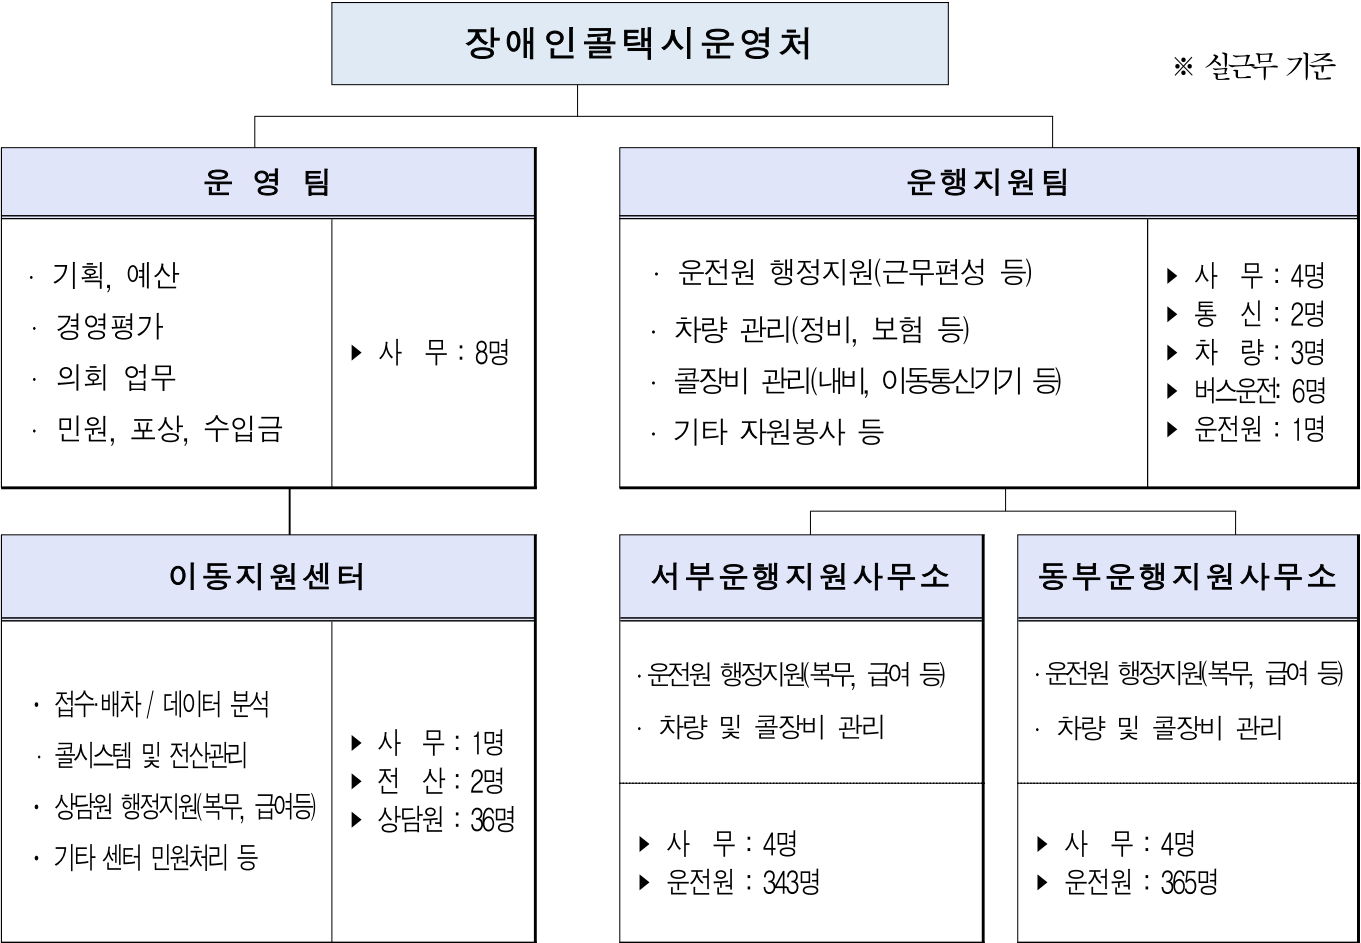 장애인콜택시운영처
※ 실근무 기준
운 영 팀
· 기획, 예산
· 경영평가
· 의회 업무
· 민원, 포상, 수입금
▶ 사 무 : 8명
운행지원팀
· 운전원 행정지원(근무편성 등)
· 차량 관리(정비, 보험 등)
· 콜장비 관리(내비, 이동통신기기 등)
· 기타 자원봉사 등
▶ 사 무 : 4명
▶ 통 신 : 2명
▶ 차 량 : 3명
▶ 버스운전: 6명
▶ 운전원 : 1명
이동지원센터
· 접수·배차 / 데이터 분석
· 콜시스템 및 전산관리
· 상담원 행정지원(복무, 급여등)
· 기타 센터 민원처리 등
▶ 사 무 : 1명
▶ 전 산 : 2명
▶ 상담원 : 36명
서부운행지원사무소
· 운전원 행정지원(복무, 급여 등)
· 차량 및 콜장비 관리
▶ 사 무 : 4명
▶ 운전원 : 343명
동부운행지원사무소
· 운전원 행정지원(복무, 급여 등)
· 차량 및 콜장비 관리
▶ 사 무 : 4명
▶ 운전원 : 365명